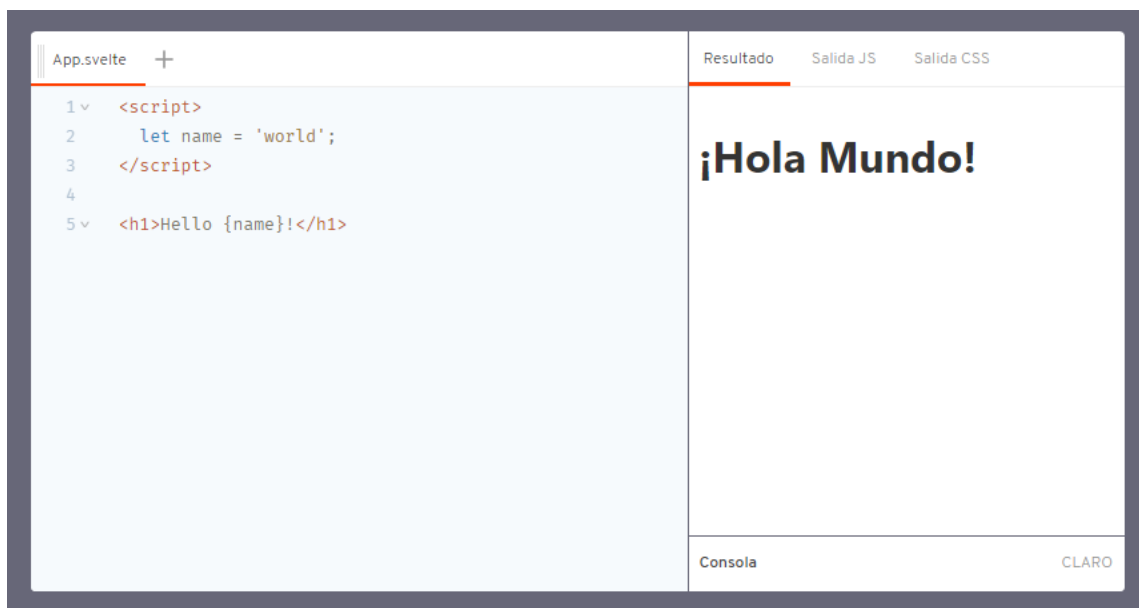 App.svelte +
1 <script>
2 let name = 'world';
3 </script>
4
5 <h1>Hello {name}!</h1>
Resultado Salida JS Salida CSS
¡Hola Mundo!
Consola CLARO